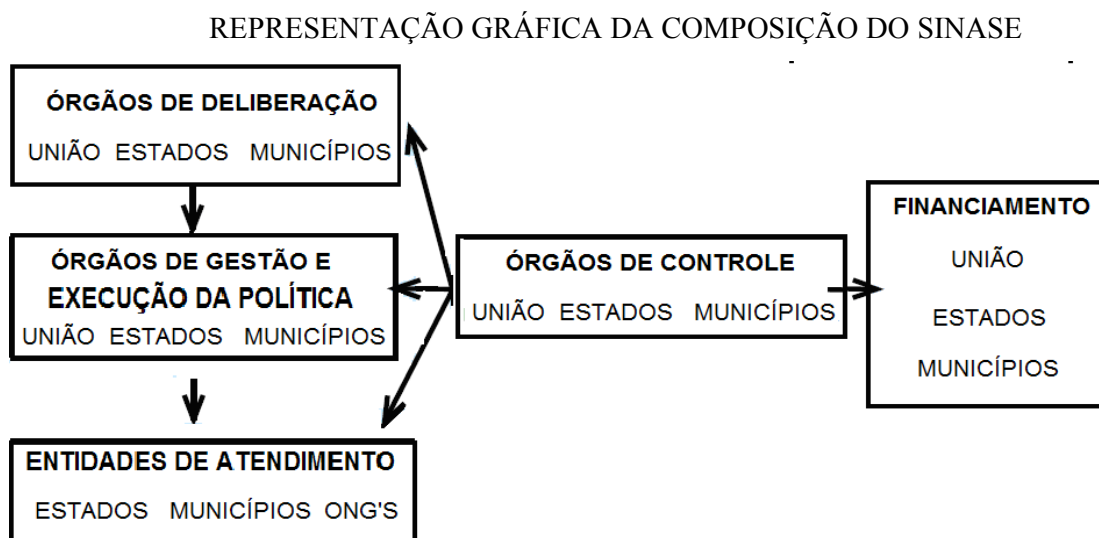 REPRESENTAÇÃO GRÁFICA DA COMPOSIÇÃO DO SINASE
ÓRGÃOS DE DELIBERAÇÃO
UNIÃO ESTADOS MUNICÍPIOS
ÓRGÃOS DE GESTÃO E
EXECUÇÃO DA POLÍTICA
UNIÃO ESTADOS MUNICÍPIOS
ENTIDADES DE ATENDIMENTO
ESTADOS MUNICÍPIOS ONG'S
ÓRGÃOS DE CONTROLE
UNIÃO ESTADOS MUNICÍPIOS
FINANCIAMENTO
UNIÃO
ESTADOS
MUNICÍPIOS